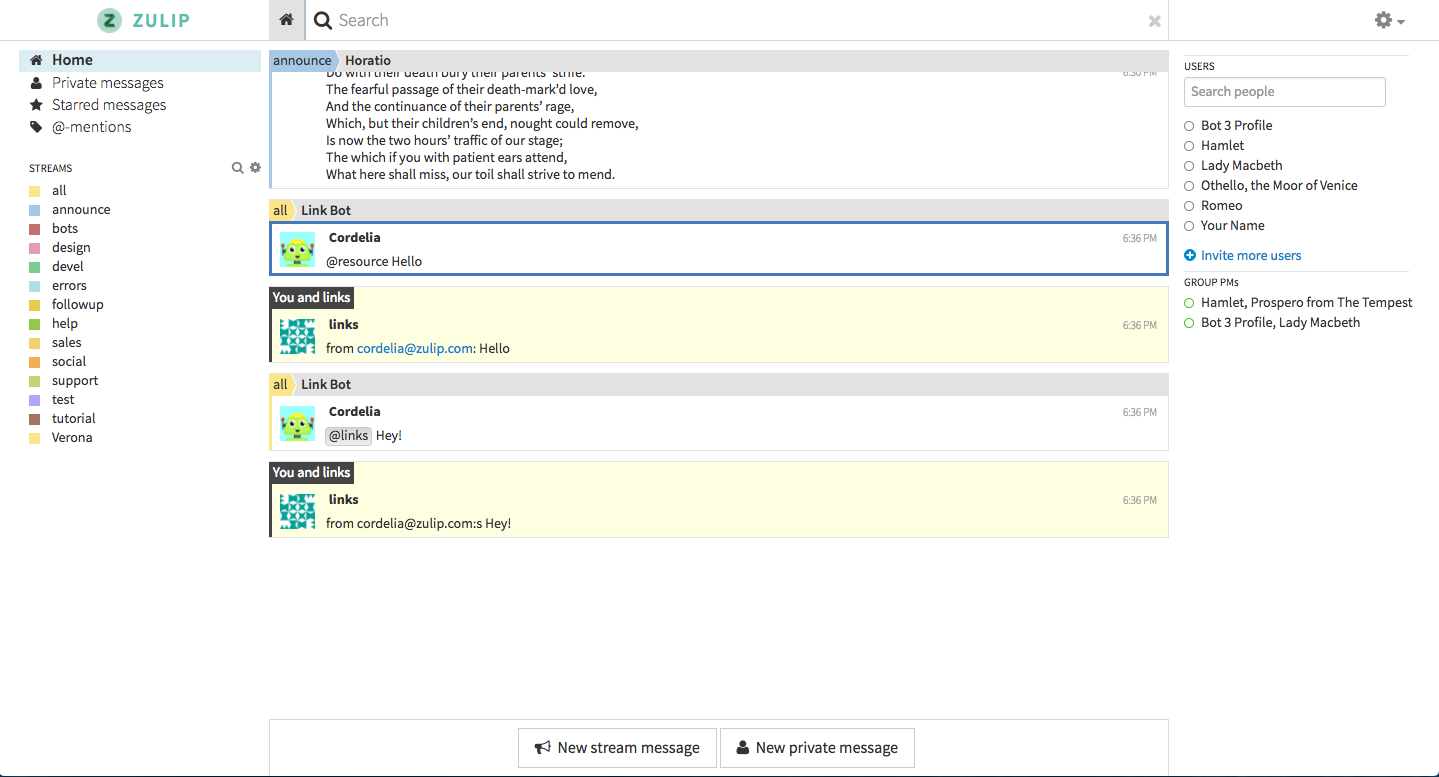 ZULIP
Search
Home
Private messages
Starred messages
@-mentions
STREAMS
all
announce
bots
design
devel
errors
followup
help
sales
social
support
test
tutorial
Verona
announce Horatio
Do with their death bury their parents' strife. 6:30 PM
The fearful passage of their death-mark’d love,
And the continuance of their parents’ rage,
Which, but their children’s end, nought could remove,
Is now the two hours’ traffic of our stage;
The which if you with patient ears attend,
What here shall miss, our toil shall strive to mend.
all Link Bot
Cordelia 6:36 PM
@resource Hello
You and links
links 6:36 PM
from cordelia@zulip.com: Hello
all Link Bot
Cordelia 6:36 PM
@links Hey!
You and links
links 6:36 PM
from cordelia@zulip.com:s Hey!
New stream message New private message
USERS
Search people
Bot 3 Profile
Hamlet
Lady Macbeth
Othello, the Moor of Venice
Romeo
Your Name
Invite more users
GROUP PMs
Hamlet, Prospero from The Tempest
Bot 3 Profile, Lady Macbeth